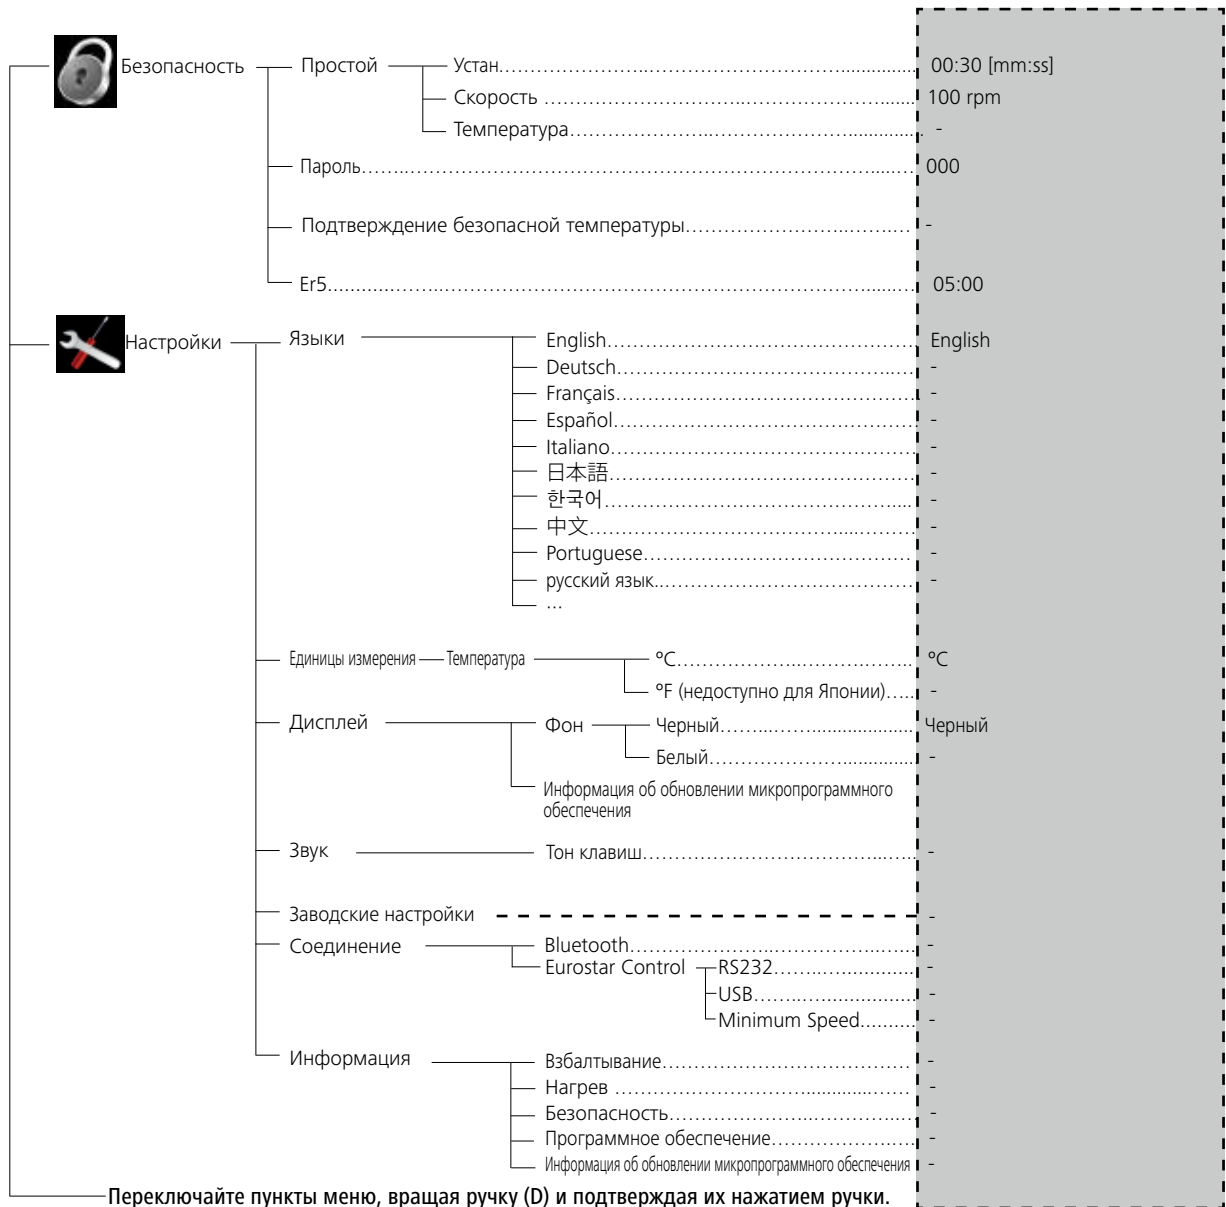 Безопасность Простой Устан. 00:30 [mm:ss]
Скорость 100 rpm
Температура -
Пароль 000
Подтверждение безопасной температуры -
Er5 05:00
Настройки Языки English English
Deutsch -
Français -
Español -
Italiano -
日本語 -
한국어 -
中文 -
Portuguese -
русский язык -
...
Единицы измерения Температура °C °C
°F (недоступно для Японии) -
Дисплей Фон Черный Черный
Белый -
Информация об обновлении микропрограммного
обеспечения
Звук Тон клавиш -
Заводские настройки -
Соединение Bluetooth -
Eurostar Control RS232 -
USB -
Minimum Speed -
Информация Взбалтывание -
Нагрев -
Безопасность -
Программное обеспечение -
Информация об обновлении микропрограммного обеспечения -
Переключайте пункты меню, вращая ручку (D) и подтверждая их нажатием ручки.